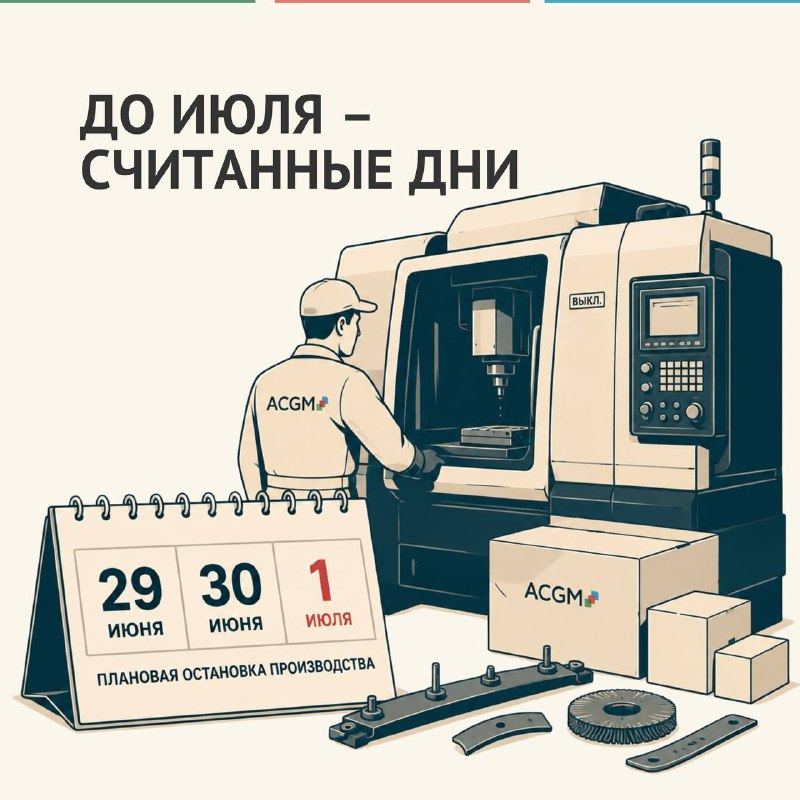 ДО ИЮЛЯ –
СЧИТАННЫЕ ДНИ
ВЫКЛ.
ACGM
29 30 1
ИЮНЯ ИЮНЯ ИЮЛЯ
ПЛАНОВАЯ ОСТАНОВКА ПРОИЗВОДСТВА
ACGM